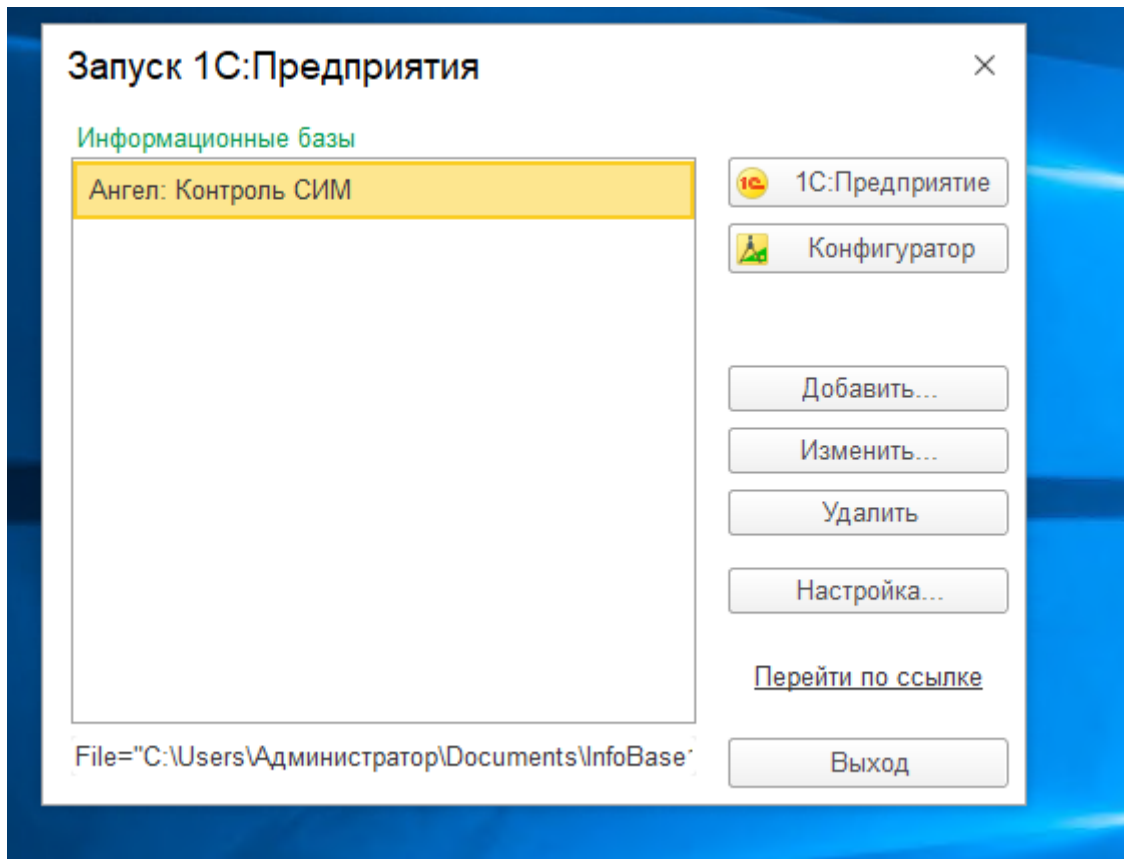 Запуск 1С:Предприятия
Информационные базы
Ангел: Контроль СИМ
1С:Предприятие
Конфигуратор
Добавить...
Изменить...
Удалить
Настройка...
Перейти по ссылке
File="C:\Users\Администратор\Documents\InfoBase
Выход